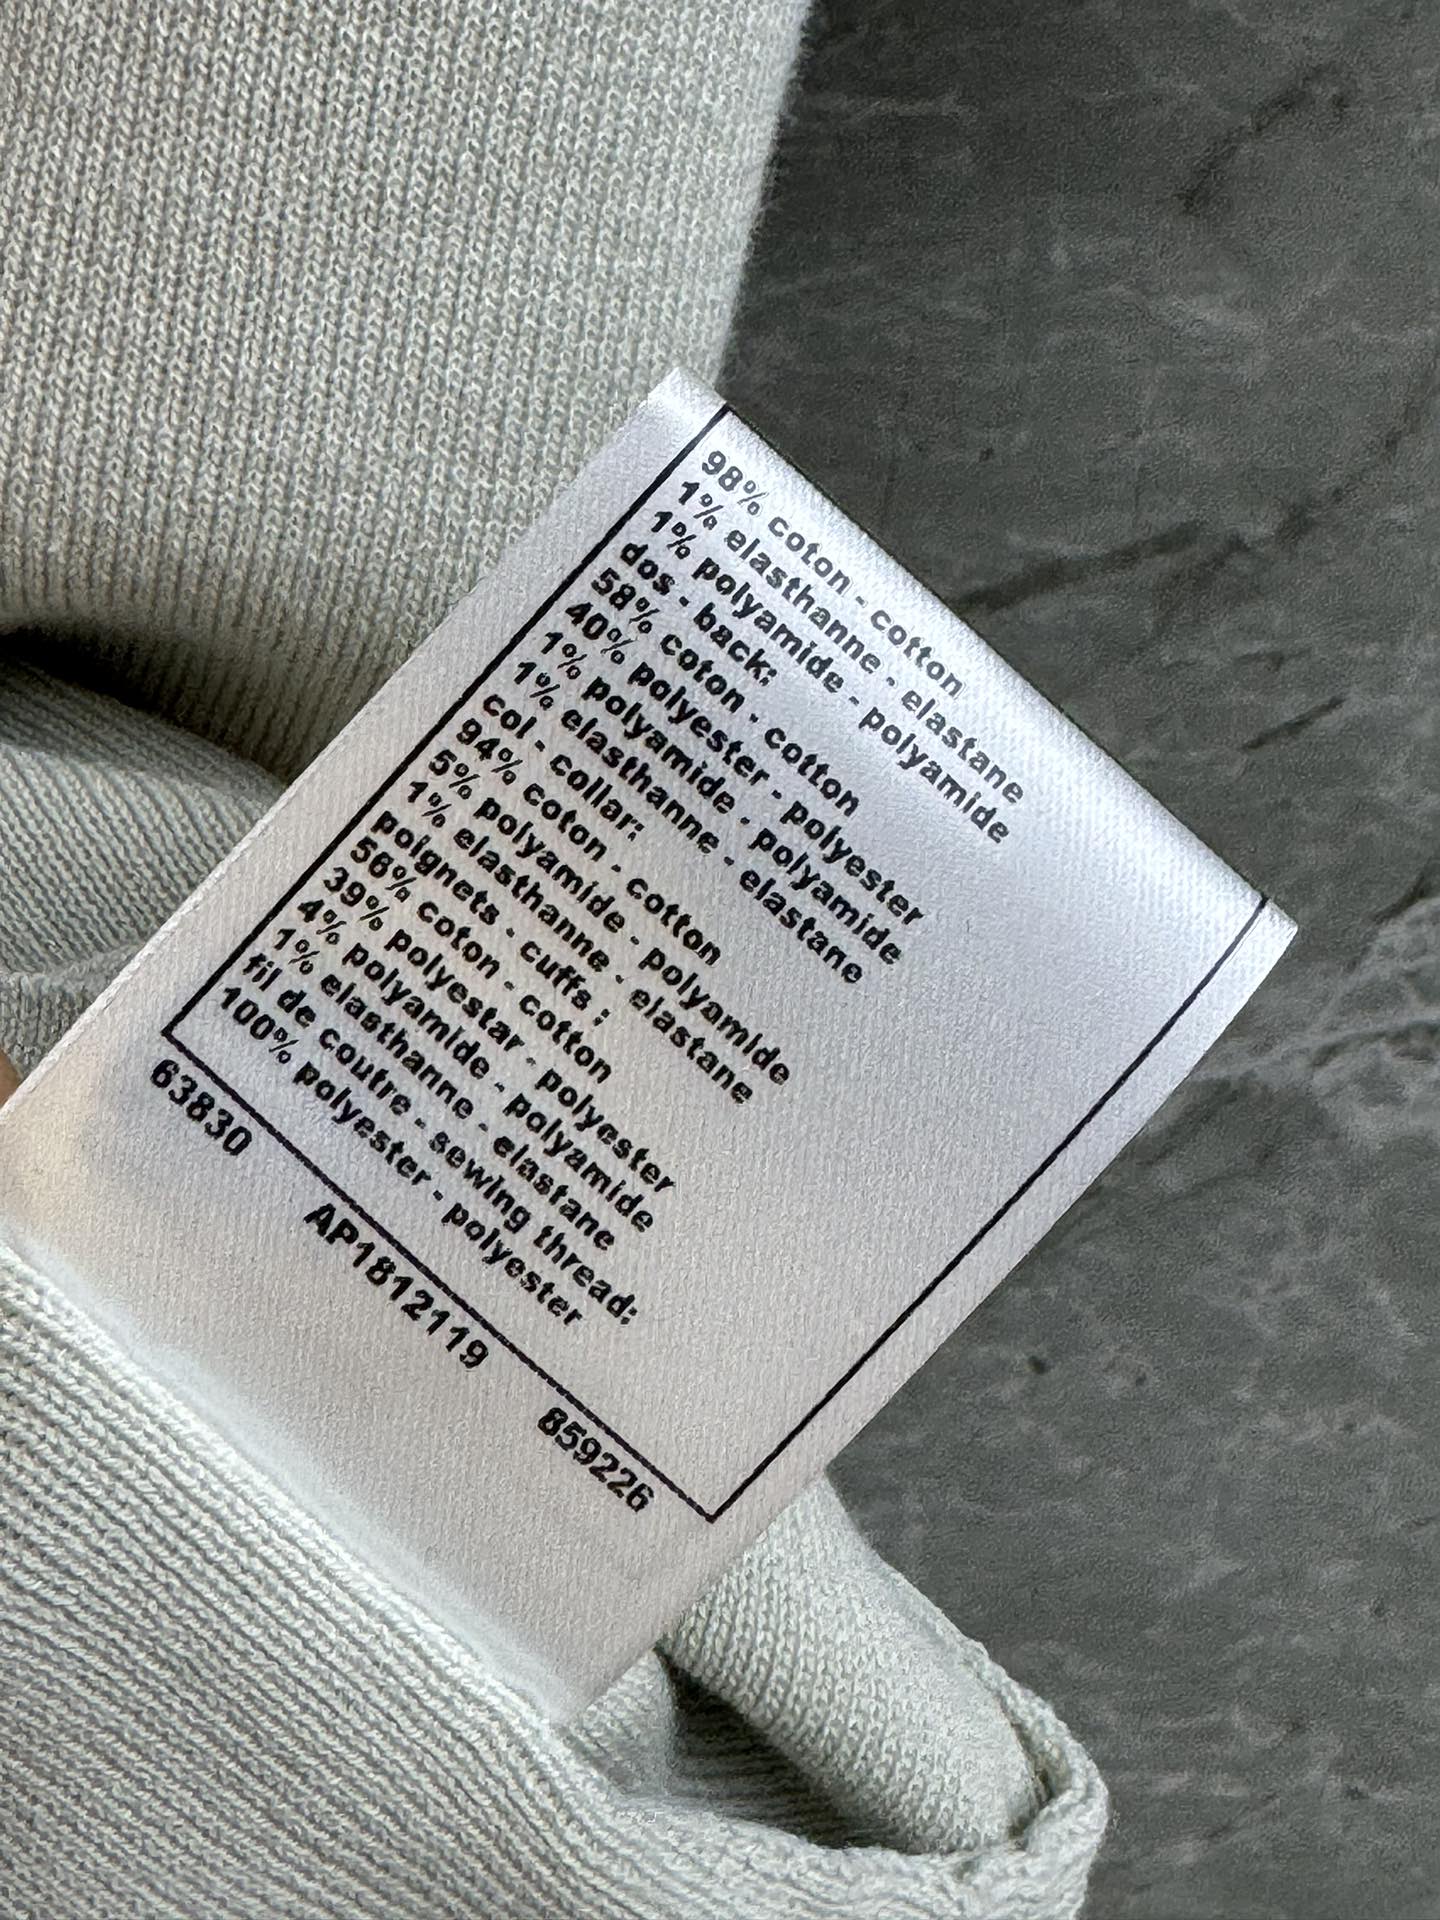 98% coton - cotton
1% elasthanne - elastane
1% polyamide - polyamide
dos - back:
58% coton - cotton
40% polyester - polyester
1% polyamide - polyamide
1% elasthanne - elastane
col - collar:
94% coton - cotton
5% polyamide - polyamide
1% elasthanne - elastane
poignets - cuffs :
56% coton - cotton
39% polyestar - polyester
4% polyamide - polyamide
1% elasthanne - elastane
fil de coutre - sewing thread:
100% polyester - polyester
63830 AP1812119 859226